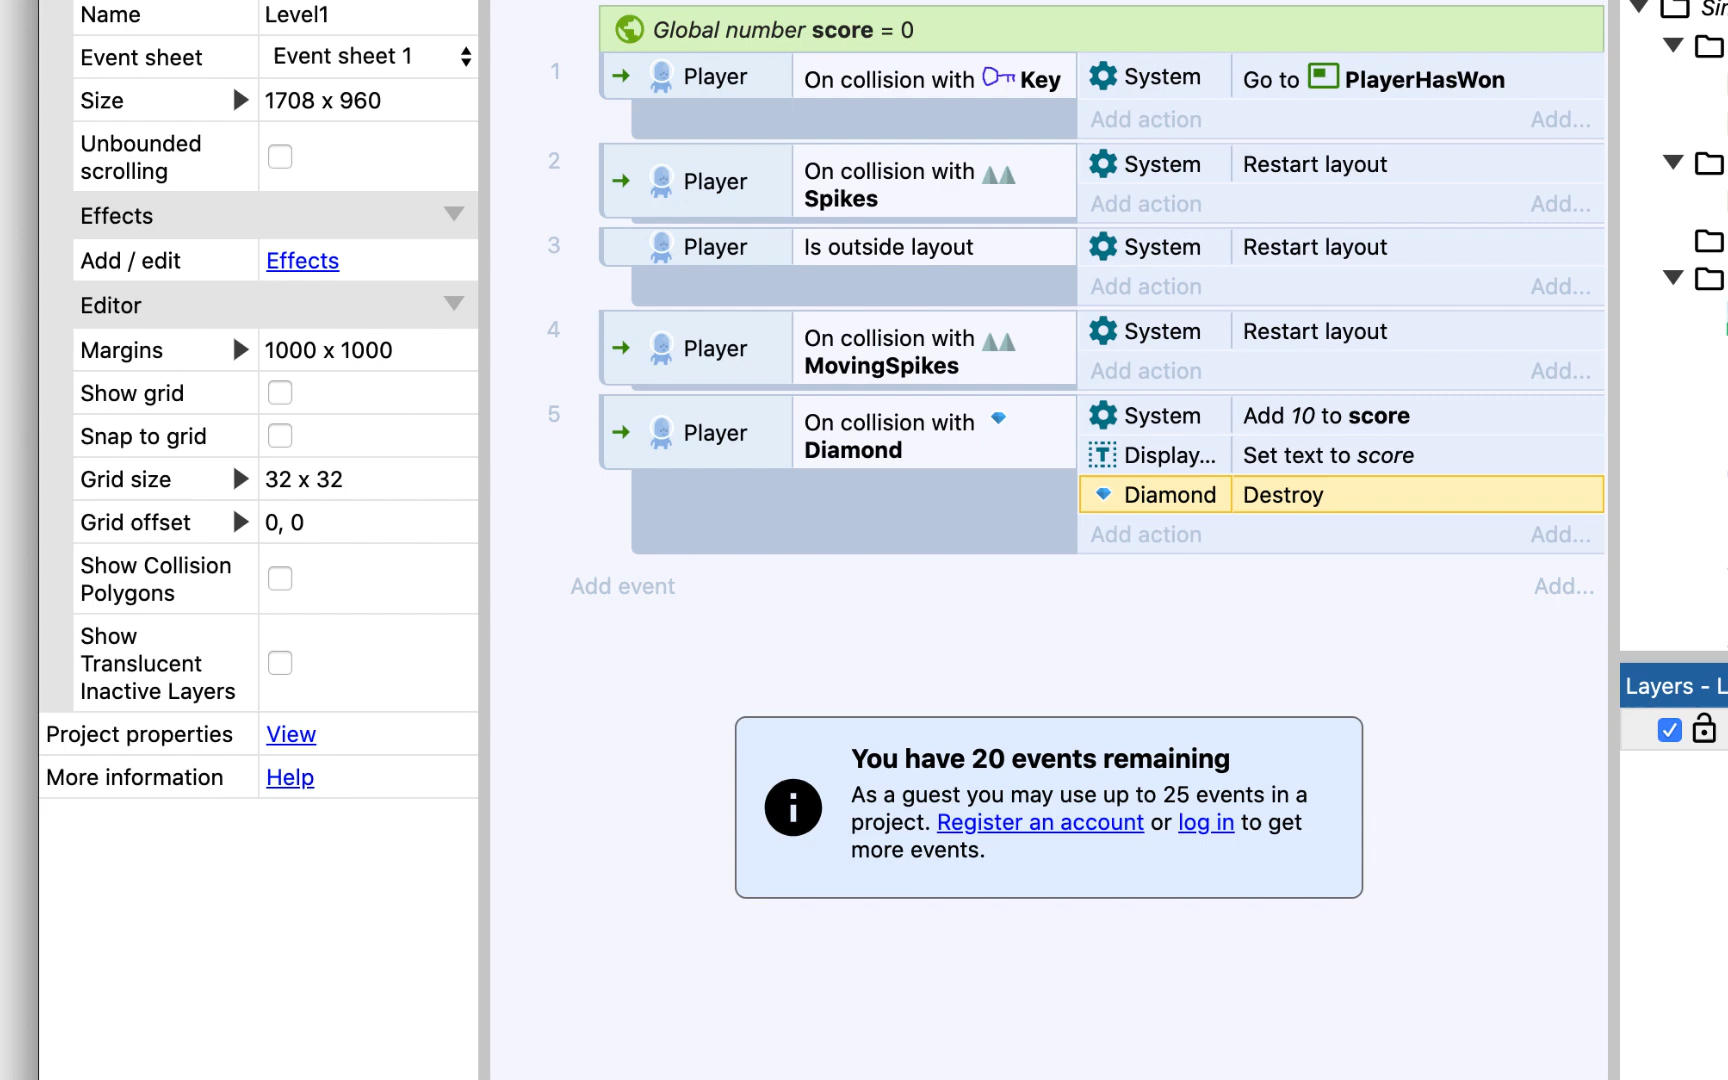 Name Level1
Event sheet Event sheet 1
Size 1708 x 960
Unbounded
scrolling
Effects
Add / edit Effects
Editor
Margins 1000 x 1000
Show grid
Snap to grid
Grid size 32 x 32
Grid offset 0, 0
Show Collision
Polygons
Show
Translucent
Inactive Layers
Project properties View
More information Help
Global number score = 0
1 Player On collision with Key System Go to PlayerHasWon
Add action Add...
2 Player On collision with
Spikes System Restart layout
Add action Add...
3 Player Is outside layout System Restart layout
Add action Add...
4 Player On collision with
MovingSpikes System Restart layout
Add action Add...
5 Player On collision with
Diamond System Add 10 to score
T Display... Set text to score
Diamond Destroy
Add action Add...
Add event Add...
You have 20 events remaining
As a guest you may use up to 25 events in a
project. Register an account or log in to get
more events.
Layers - L